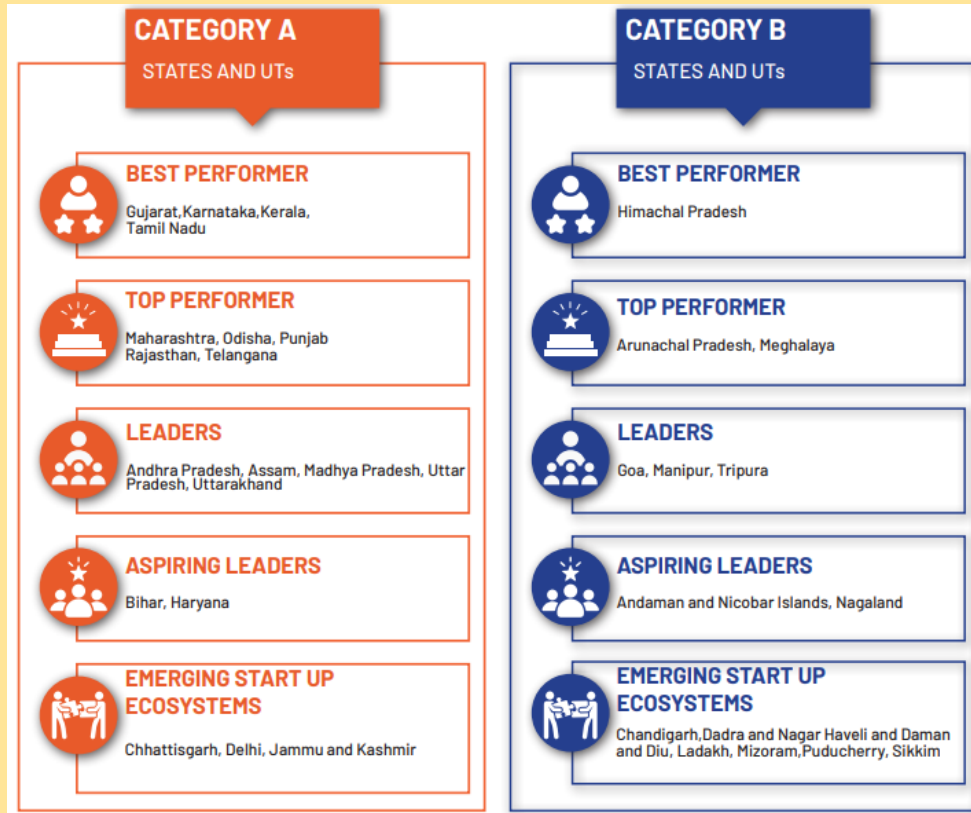 CATEGORY A
STATES AND UTs
BEST PERFORMER
Gujarat,Karnataka,Kerala,
Tamil Nadu
TOP PERFORMER
Maharashtra, Odisha, Punjab
Rajasthan, Telangana
LEADERS
Andhra Pradesh, Assam, Madhya Pradesh, Uttar
Pradesh, Uttarakhand
ASPIRING LEADERS
Bihar, Haryana
EMERGING START UP
ECOSYSTEMS
Chhattisgarh, Delhi, Jammu and Kashmir
CATEGORY B
STATES AND UTs
BEST PERFORMER
Himachal Pradesh
TOP PERFORMER
Arunachal Pradesh, Meghalaya
LEADERS
Goa, Manipur, Tripura
ASPIRING LEADERS
Andaman and Nicobar Islands, Nagaland
EMERGING START UP
ECOSYSTEMS
Chandigarh,Dadra and Nagar Haveli and Daman
and Diu, Ladakh, Mizoram,Puducherry, Sikkim